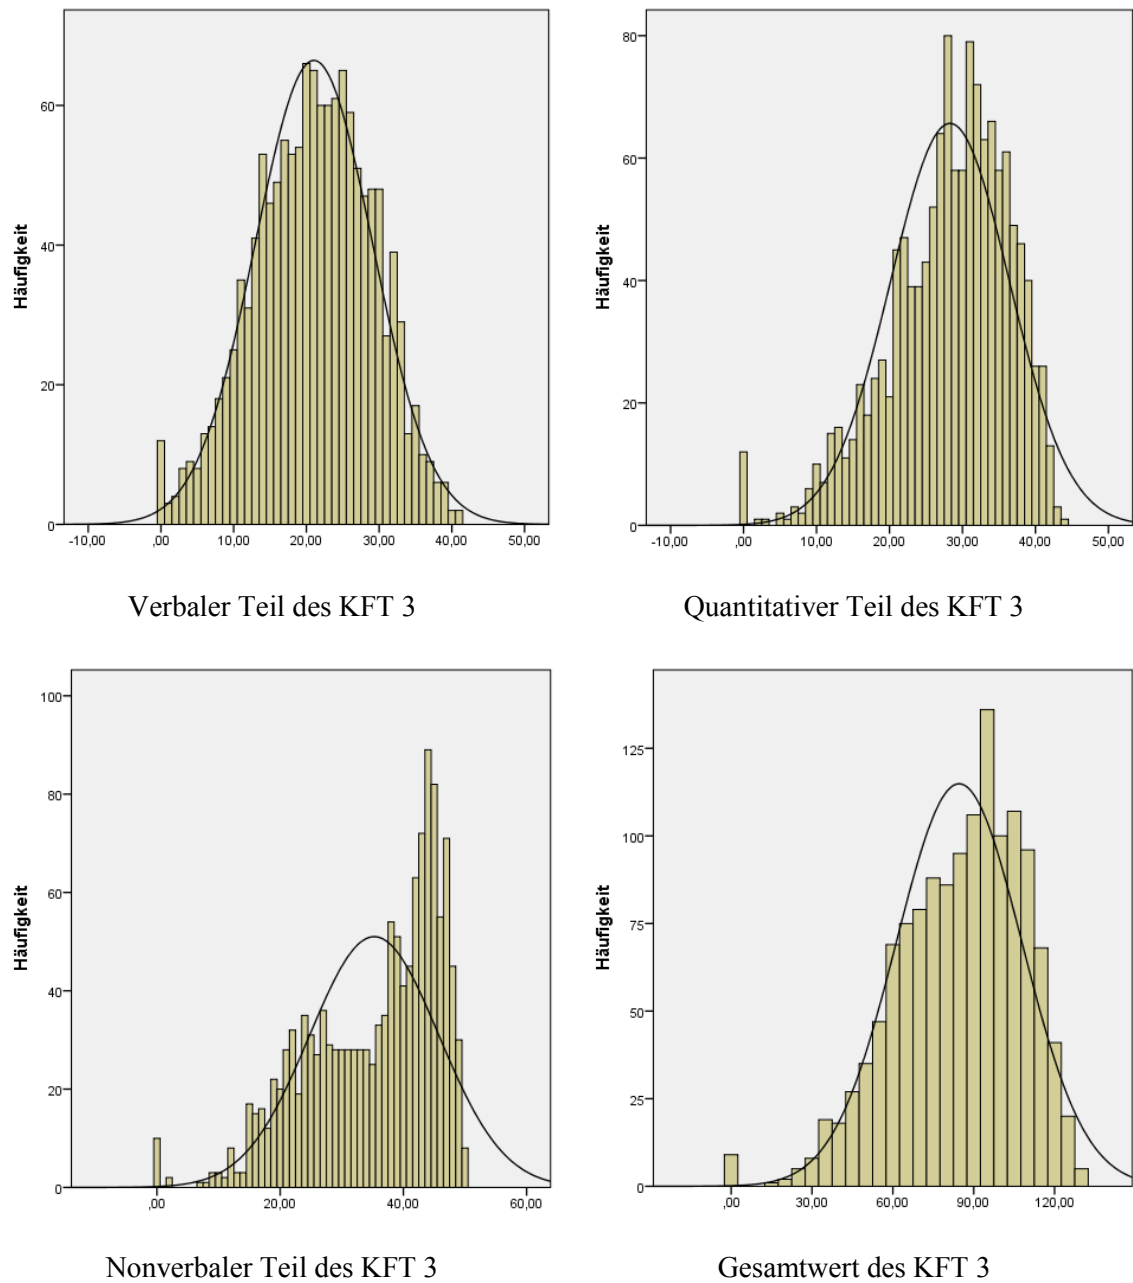 60
40
20
0
Häufigkeit
-10,00 ,00 10,00 20,00 30,00 40,00 50,00
Verbaler Teil des KFT 3
80
60
40
20
0
Häufigkeit
-10,00 ,00 10,00 20,00 30,00 40,00 50,00
Quantitativer Teil des KFT 3
100
80
60
40
20
0
Häufigkeit
,00 20,00 40,00 60,00
Nonverbaler Teil des KFT 3
125
100
75
50
25
0
Häufigkeit
,00 30,00 60,00 90,00 120,00
Gesamtwert des KFT 3